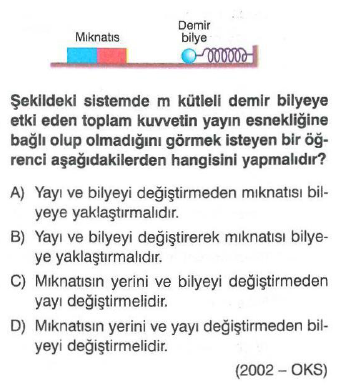 Mıknatıs
Demir
bilye
Şekildeki sistemde m kütleli demir bilyeye
etki eden toplam kuvvetin yayın esnekliğine
bağlı olup olmadığını görmek isteyen bir öğ-
renci aşağıdakilerden hangisini yapmalıdır?
A) Yayı ve bilyeyi değiştirmeden mıknatısı bil-
yeye yaklaştırmalıdır.
B) Yayı ve bilyeyi değiştirerek mıknatısı bilye-
ye yaklaştırmalıdır.
C) Mıknatısın yerini ve bilyeyi değiştirmeden
yayı değiştirmelidir.
D) Mıknatısın yerini ve yayı değiştirmeden bil-
yeyi değiştirmelidir.
(2002 – OKS)